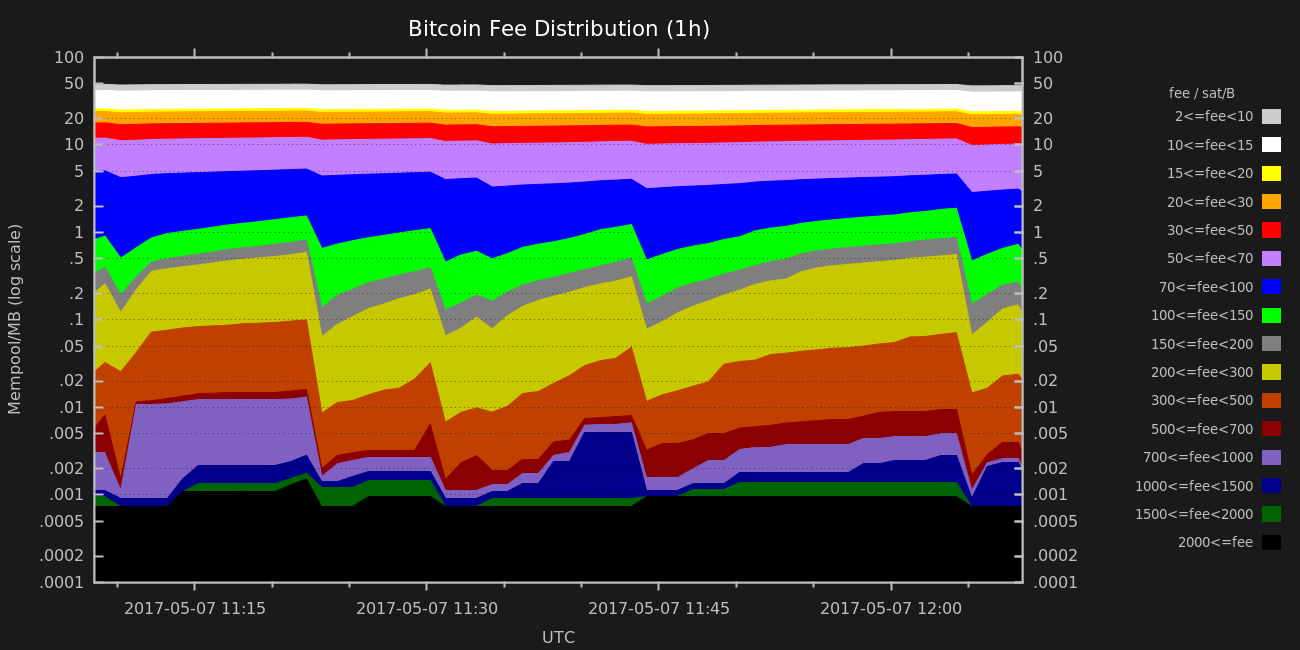 Bitcoin Fee Distribution (1h)
100 100
50 50
20 20
10 10
5 5
2 2
1 1
.5 .5
.2 .2
.1 .1
.05 .05
.02 .02
.01 .01
.005 .005
.002 .002
.001 .001
.0005 .0005
.0002 .0002
.0001 .0001
Mempool/MB (log scale)
2017-05-07 11:15 2017-05-07 11:30 2017-05-07 11:45 2017-05-07 12:00
UTC
fee / sat/B
2<=fee<10
10<=fee<15
15<=fee<20
20<=fee<30
30<=fee<50
50<=fee<70
70<=fee<100
100<=fee<150
150<=fee<200
200<=fee<300
300<=fee<500
500<=fee<700
700<=fee<1000
1000<=fee<1500
1500<=fee<2000
2000<=fee